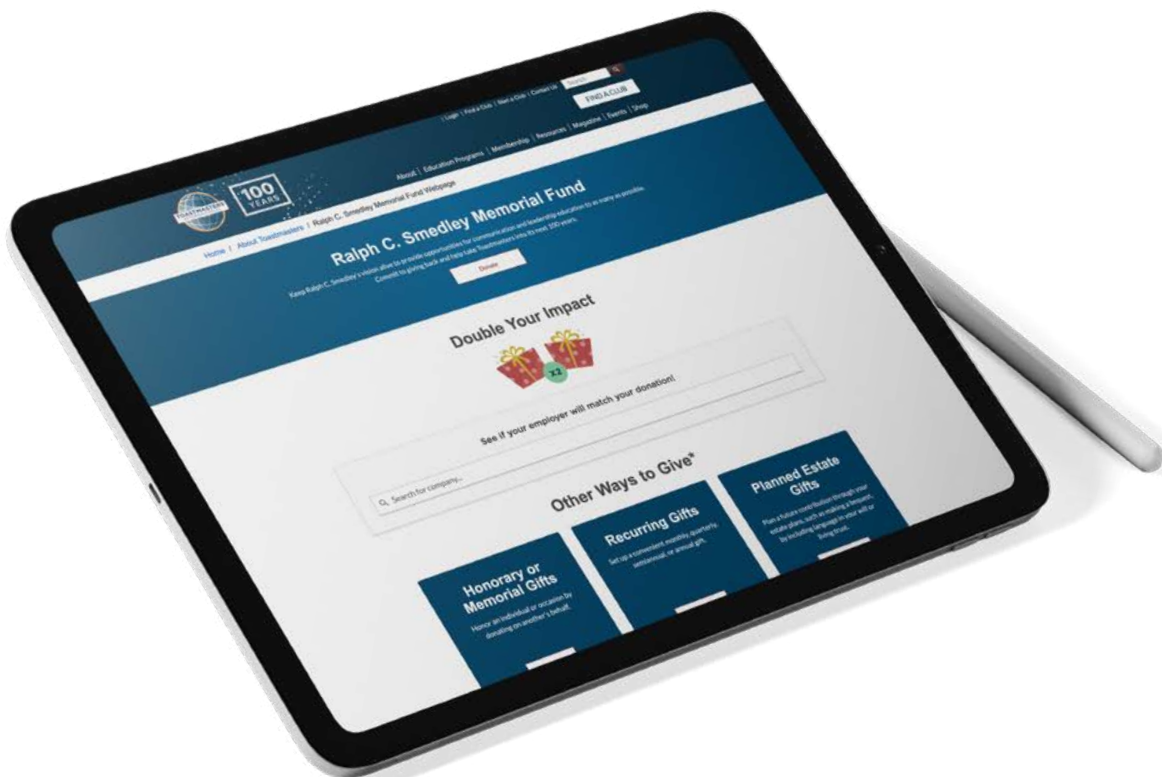 | Login | Find a Club | Start a Club | Contact Us
Search
FIND A CLUB
TOASTMASTERS
100
YEARS
About | Education Programs | Membership | Resources | Magazine | Events | Shop
Home / About Toastmasters / Ralph C. Smedley Memorial Fund Webpage
Ralph C. Smedley Memorial Fund
Keep Ralph C. Smedley's vision alive to provide opportunities for communication and leadership education to as many as possible.
Commit to giving back and help take Toastmasters into its next 100 years.
Donate
Double Your Impact
X2
See if your employer will match your donation!
Search for company...
Other Ways to Give*
Honorary or
Memorial Gifts
Honor an individual or occasion by
donating on another's behalf.
Recurring Gifts
Set up a convenient monthly, quarterly,
semiannual, or annual gift.
Planned Estate
Gifts
Plan a future contribution through your
estate plans, such as making a bequest,
by including language in your will or
living trust.